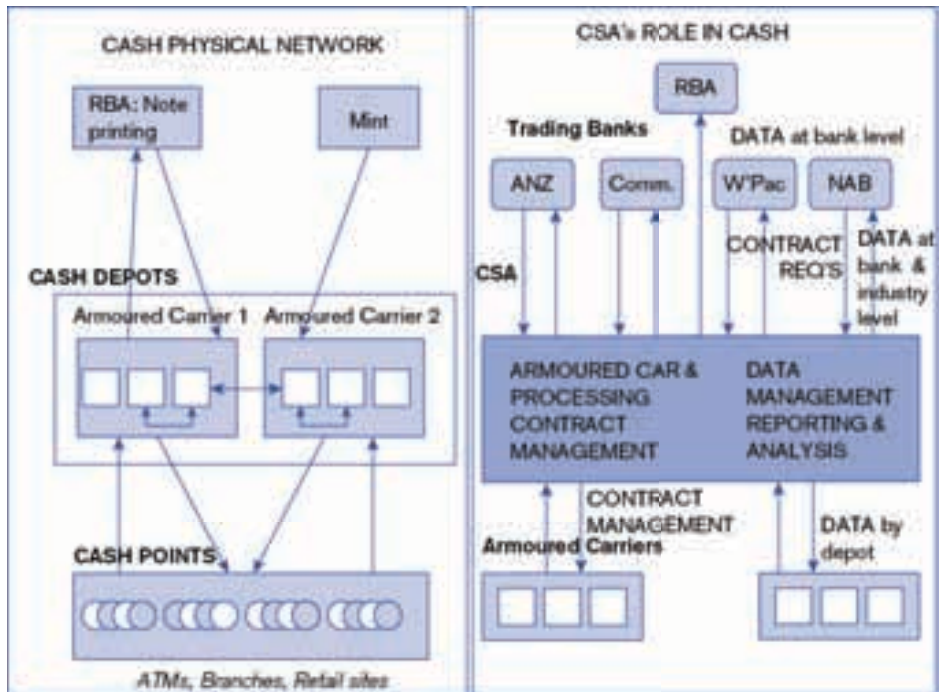 CASH PHYSICAL NETWORK
RBA: Note
printing
Mint
CASH DEPOTS
Armoured Carrier 1
Armoured Carrier 2
CASH POINTS
ATMs, Branches, Retail sites
CSA's ROLE IN CASH
RBA
Trading Banks
DATA at bank level
ANZ
Comm.
W'Pac
NAB
CSA
CONTRACT
REQ'S
DATA at
bank &
industry
level
ARMOURED CAR &
PROCESSING
CONTRACT
MANAGEMENT
DATA
MANAGEMENT
REPORTING &
ANALYSIS
CONTRACT
MANAGEMENT
Armoured Carriers
DATA by
depot